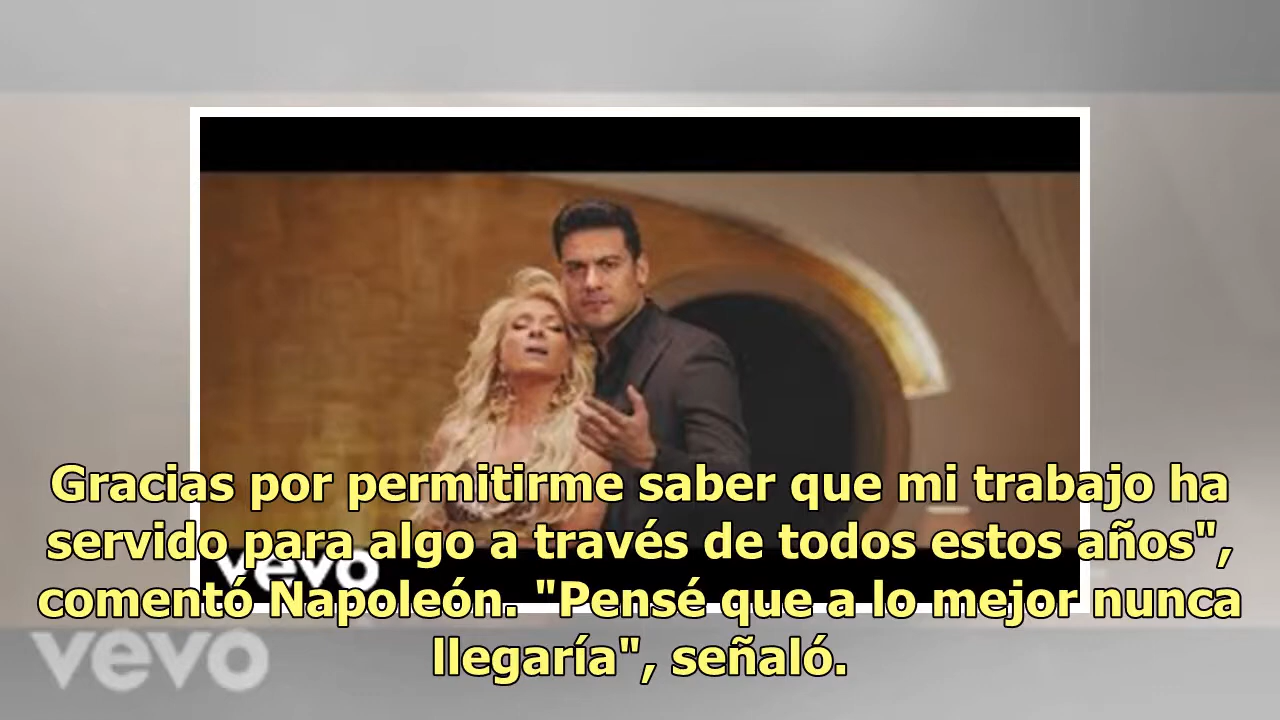 Gracias por permitirme saber que mi trabajo ha
servido para algo a través de todos estos años",
vevo
comentó Napoleón. "Pensé que a lo mejor nunca
llegaría", señaló.
vevo